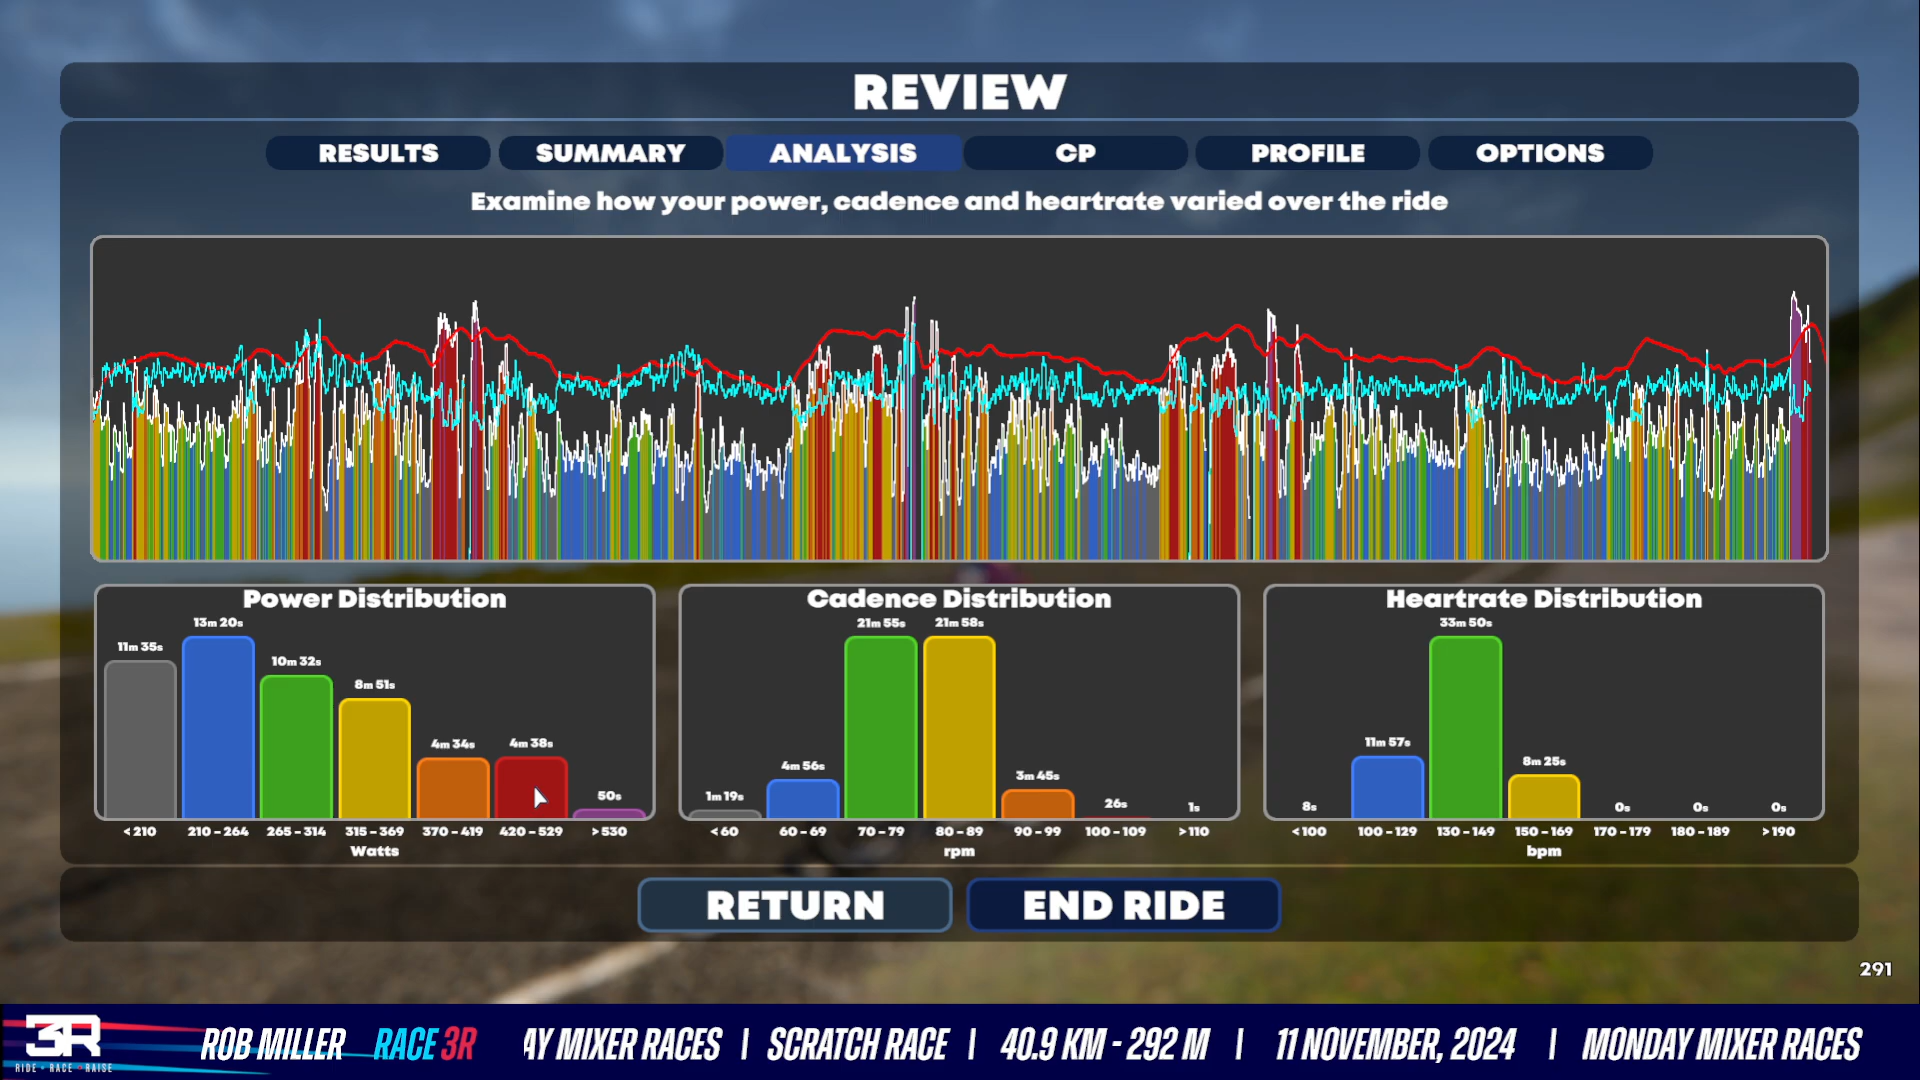 REVIEW
RESULTS SUMMARY ANALYSIS CP PROFILE OPTIONS
Examine how your power, cadence and heartrate varied over the ride
Power Distribution
11m 35s 13m 20s 10m 32s 8m 51s 4m 34s 4m 38s 50s
< 210 210 - 264 265 - 314 315 - 369 370 - 419 420 - 529 > 530
Watts
Cadence Distribution
1m 19s 4m 56s 21m 55s 21m 58s 3m 45s 26s 1s
< 60 60 - 69 70 - 79 80 - 89 90 - 99 100 - 109 > 110
rpm
Heartrate Distribution
8s 11m 57s 33m 50s 8m 25s 0s 0s 0s
< 100 100 - 129 130 - 149 150 - 169 170 - 179 180 - 189 > 190
bpm
RETURN END RIDE
291
3R
RIDE - RACE - RAISE
ROB MILLER RACE 3R AY MIXER RACES | SCRATCH RACE | 40.9 KM - 292 M | 11 NOVEMBER, 2024 | MONDAY MIXER RACES